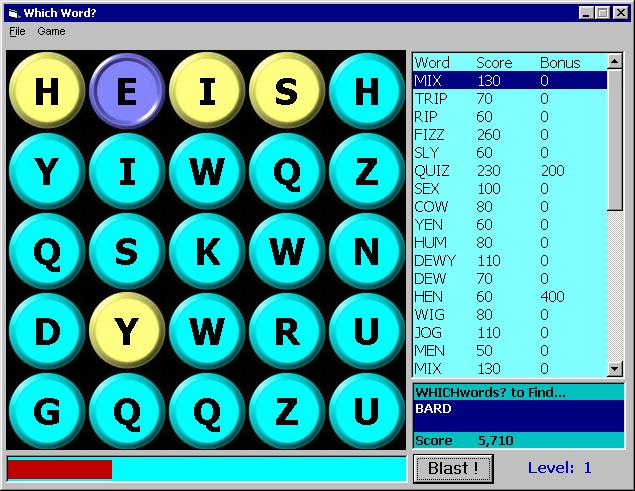 Which Word?
File Game
H E I S H
Y I W Q Z
Q S K W N
D Y W R U
G Q Q Z U
Word Score Bonus
MIX 130 0
TRIP 70 0
RIP 60 0
FIZZ 260 0
SLY 60 0
QUIZ 230 200
SEX 100 0
COW 80 0
YEN 60 0
HUM 80 0
DEWY 110 0
DEW 70 0
HEN 60 400
WIG 80 0
JOG 110 0
MEN 50 0
MIX 130 0
WHICHwords? to Find...
BARD
Score 5,710
Blast !
Level: 1